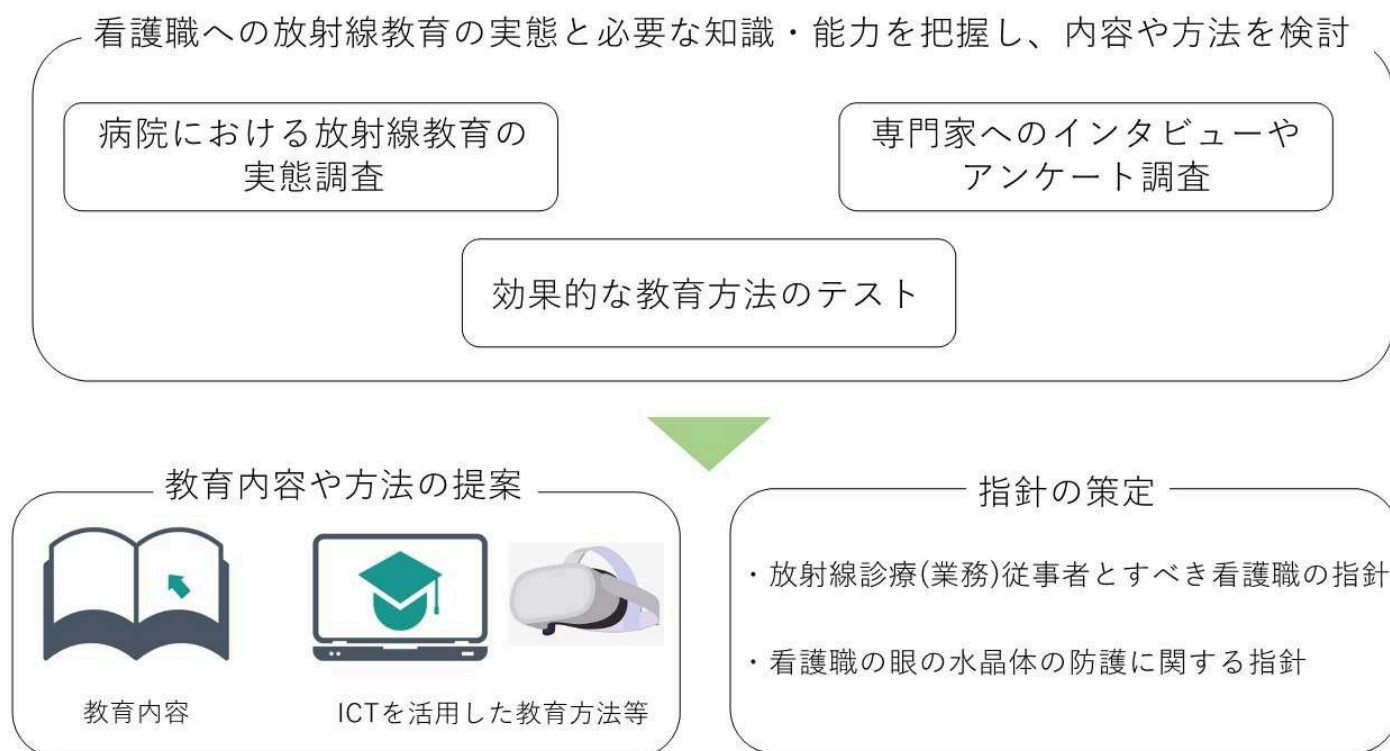 看護職への放射線教育の実態と必要な知識・能力を把握し、内容や方法を検討
病院における放射線教育の
実態調査
専門家へのインタビューや
アンケート調査
効果的な教育方法のテスト
教育内容や方法の提案
教育内容
ICTを活用した教育方法等
指針の策定
・放射線診療(業務)従事者とすべき看護職の指針
・看護職の眼の水晶体の防護に関する指針